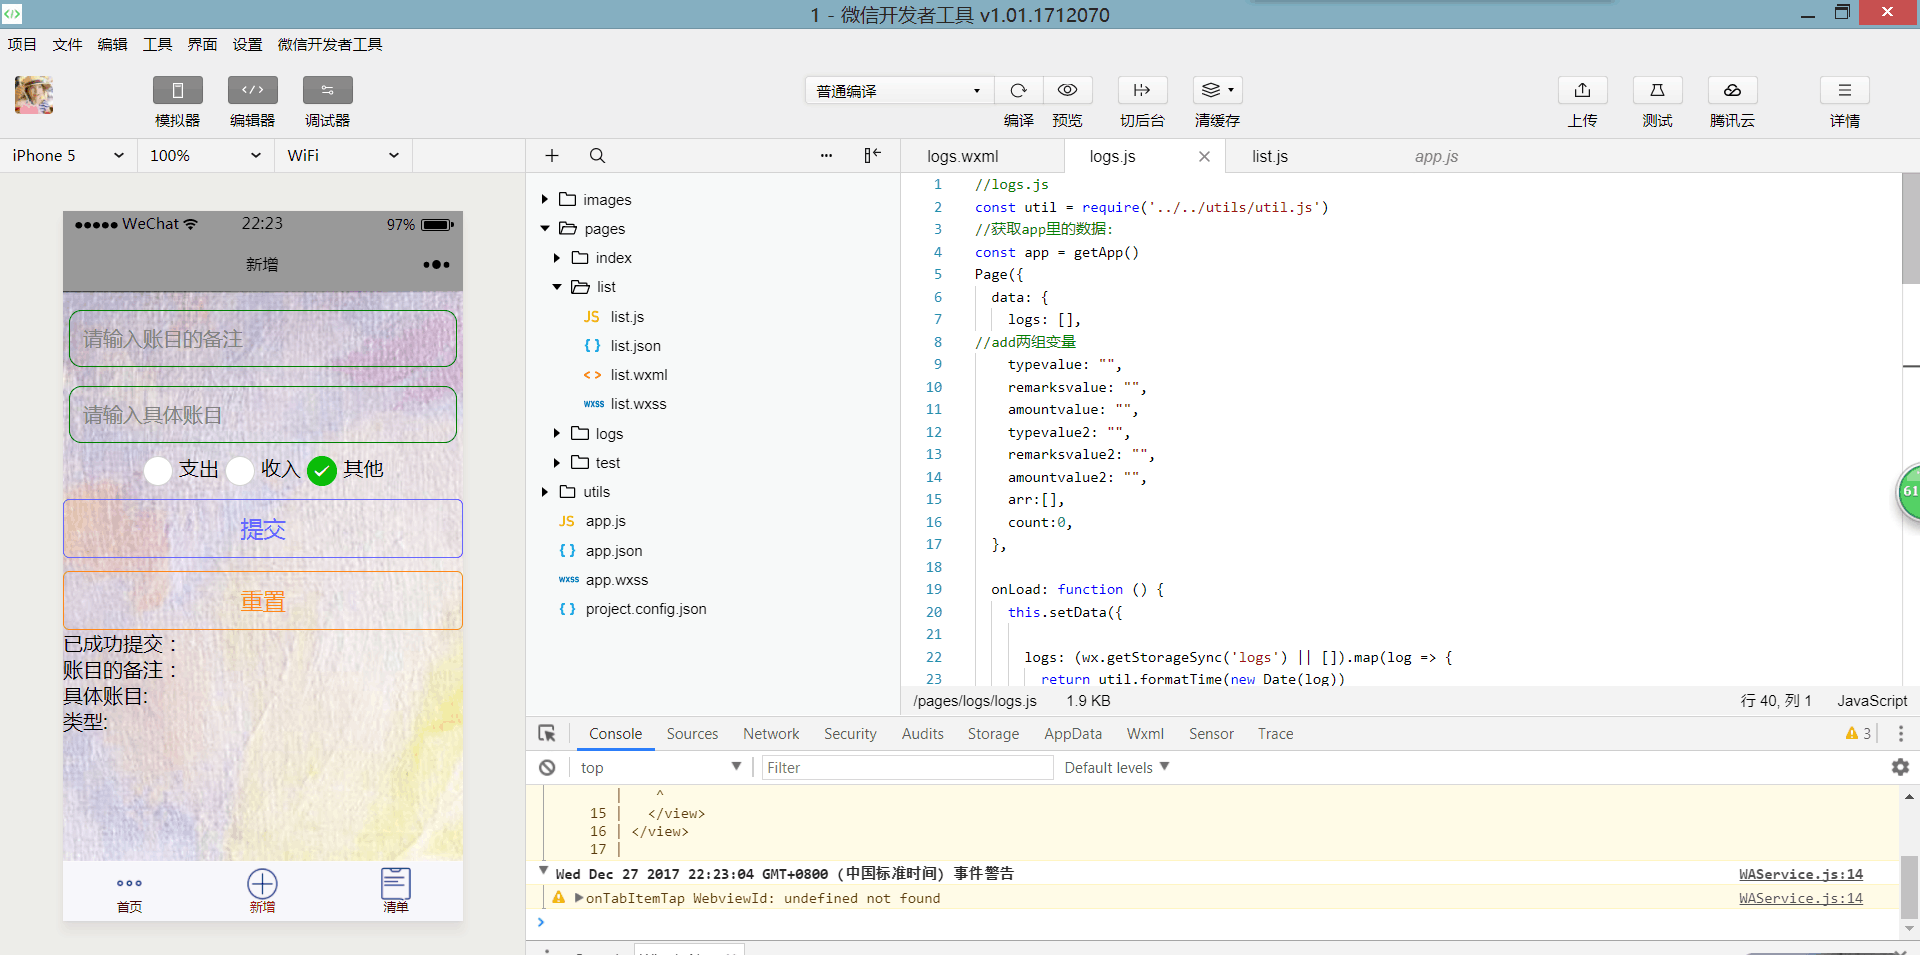 1 - 微信开发者工具 v1.01.1712070
项目 文件 编辑 工具 界面 设置 微信开发者工具
普通编译
模拟器 编辑器 调试器 编译 预览 切后台 清缓存 上传 测试 腾讯云 详情
iPhone 5 100% WiFi
WeChat 22:23 97%
新增
请输入账目的备注
请输入具体账目
支出 收入 其他
提交
重置
已成功提交：
账目的备注：
具体账目:
类型:
首页 新增 清单
images
pages
index
list
JS list.js
{ } list.json
< > list.wxml
wxss list.wxss
logs
test
utils
JS app.js
{ } app.json
wxss app.wxss
{ } project.config.json
logs.wxml logs.js list.js app.js
1 //logs.js
2 const util = require('../../utils/util.js')
3 //获取app里的数据:
4 const app = getApp()
5 Page({
6 data: {
7 logs: [],
8 //add两组变量
9 typevalue: "",
10 remarksvalue: "",
11 amountvalue: "",
12 typevalue2: "",
13 remarksvalue2: "",
14 amountvalue2: "",
15 arr:[],
16 count:0,
17 },
18
19 onLoad: function () {
20 this.setData({
21
22 logs: (wx.getStorageSync('logs') || []).map(log => {
23 return util.formatTime(new Date(log))
/pages/logs/logs.js 1.9 KB 行 40, 列 1 JavaScript
61
Console Sources Network Security Audits Storage AppData Wxml Sensor Trace 3
top Filter Default levels
| ^
15 | </view>
16 | </view>
17 |
Wed Dec 27 2017 22:23:04 GMT+0800 (中国标准时间) 事件警告 WAService.js:14
onTabItemTap WebviewId: undefined not found WAService.js:14
>